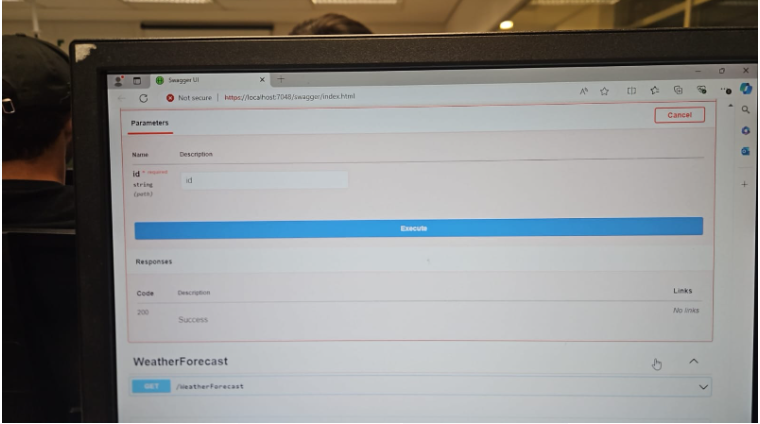 Swagger UI
Not secure | https://localhost:7048/swagger/index.html
Parameters
Cancel
Name Description
id * required
string
(path)
id
Execute
Responses
Code Description Links
200 Success No links
WeatherForecast
GET /WeatherForecast